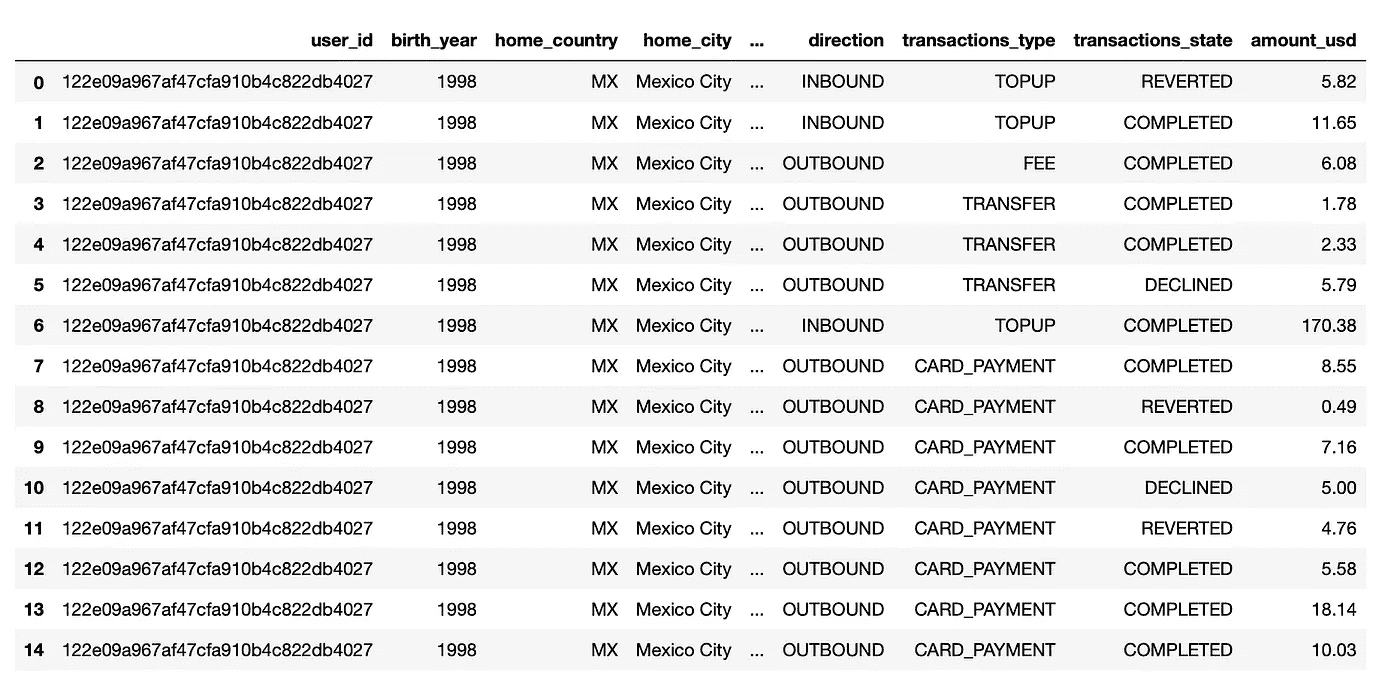 user_id birth_year home_country home_city ... direction transactions_type transactions_state amount_usd
0 122e09a967af47cfa910b4c822db4027 1998 MX Mexico City ... INBOUND TOPUP REVERTED 5.82
1 122e09a967af47cfa910b4c822db4027 1998 MX Mexico City ... INBOUND TOPUP COMPLETED 11.65
2 122e09a967af47cfa910b4c822db4027 1998 MX Mexico City ... OUTBOUND FEE COMPLETED 6.08
3 122e09a967af47cfa910b4c822db4027 1998 MX Mexico City ... OUTBOUND TRANSFER COMPLETED 1.78
4 122e09a967af47cfa910b4c822db4027 1998 MX Mexico City ... OUTBOUND TRANSFER COMPLETED 2.33
5 122e09a967af47cfa910b4c822db4027 1998 MX Mexico City ... OUTBOUND TRANSFER DECLINED 5.79
6 122e09a967af47cfa910b4c822db4027 1998 MX Mexico City ... INBOUND TOPUP COMPLETED 170.38
7 122e09a967af47cfa910b4c822db4027 1998 MX Mexico City ... OUTBOUND CARD_PAYMENT COMPLETED 8.55
8 122e09a967af47cfa910b4c822db4027 1998 MX Mexico City ... OUTBOUND CARD_PAYMENT REVERTED 0.49
9 122e09a967af47cfa910b4c822db4027 1998 MX Mexico City ... OUTBOUND CARD_PAYMENT COMPLETED 7.16
10 122e09a967af47cfa910b4c822db4027 1998 MX Mexico City ... OUTBOUND CARD_PAYMENT DECLINED 5.00
11 122e09a967af47cfa910b4c822db4027 1998 MX Mexico City ... OUTBOUND CARD_PAYMENT REVERTED 4.76
12 122e09a967af47cfa910b4c822db4027 1998 MX Mexico City ... OUTBOUND CARD_PAYMENT COMPLETED 5.58
13 122e09a967af47cfa910b4c822db4027 1998 MX Mexico City ... OUTBOUND CARD_PAYMENT COMPLETED 18.14
14 122e09a967af47cfa910b4c822db4027 1998 MX Mexico City ... OUTBOUND CARD_PAYMENT COMPLETED 10.03